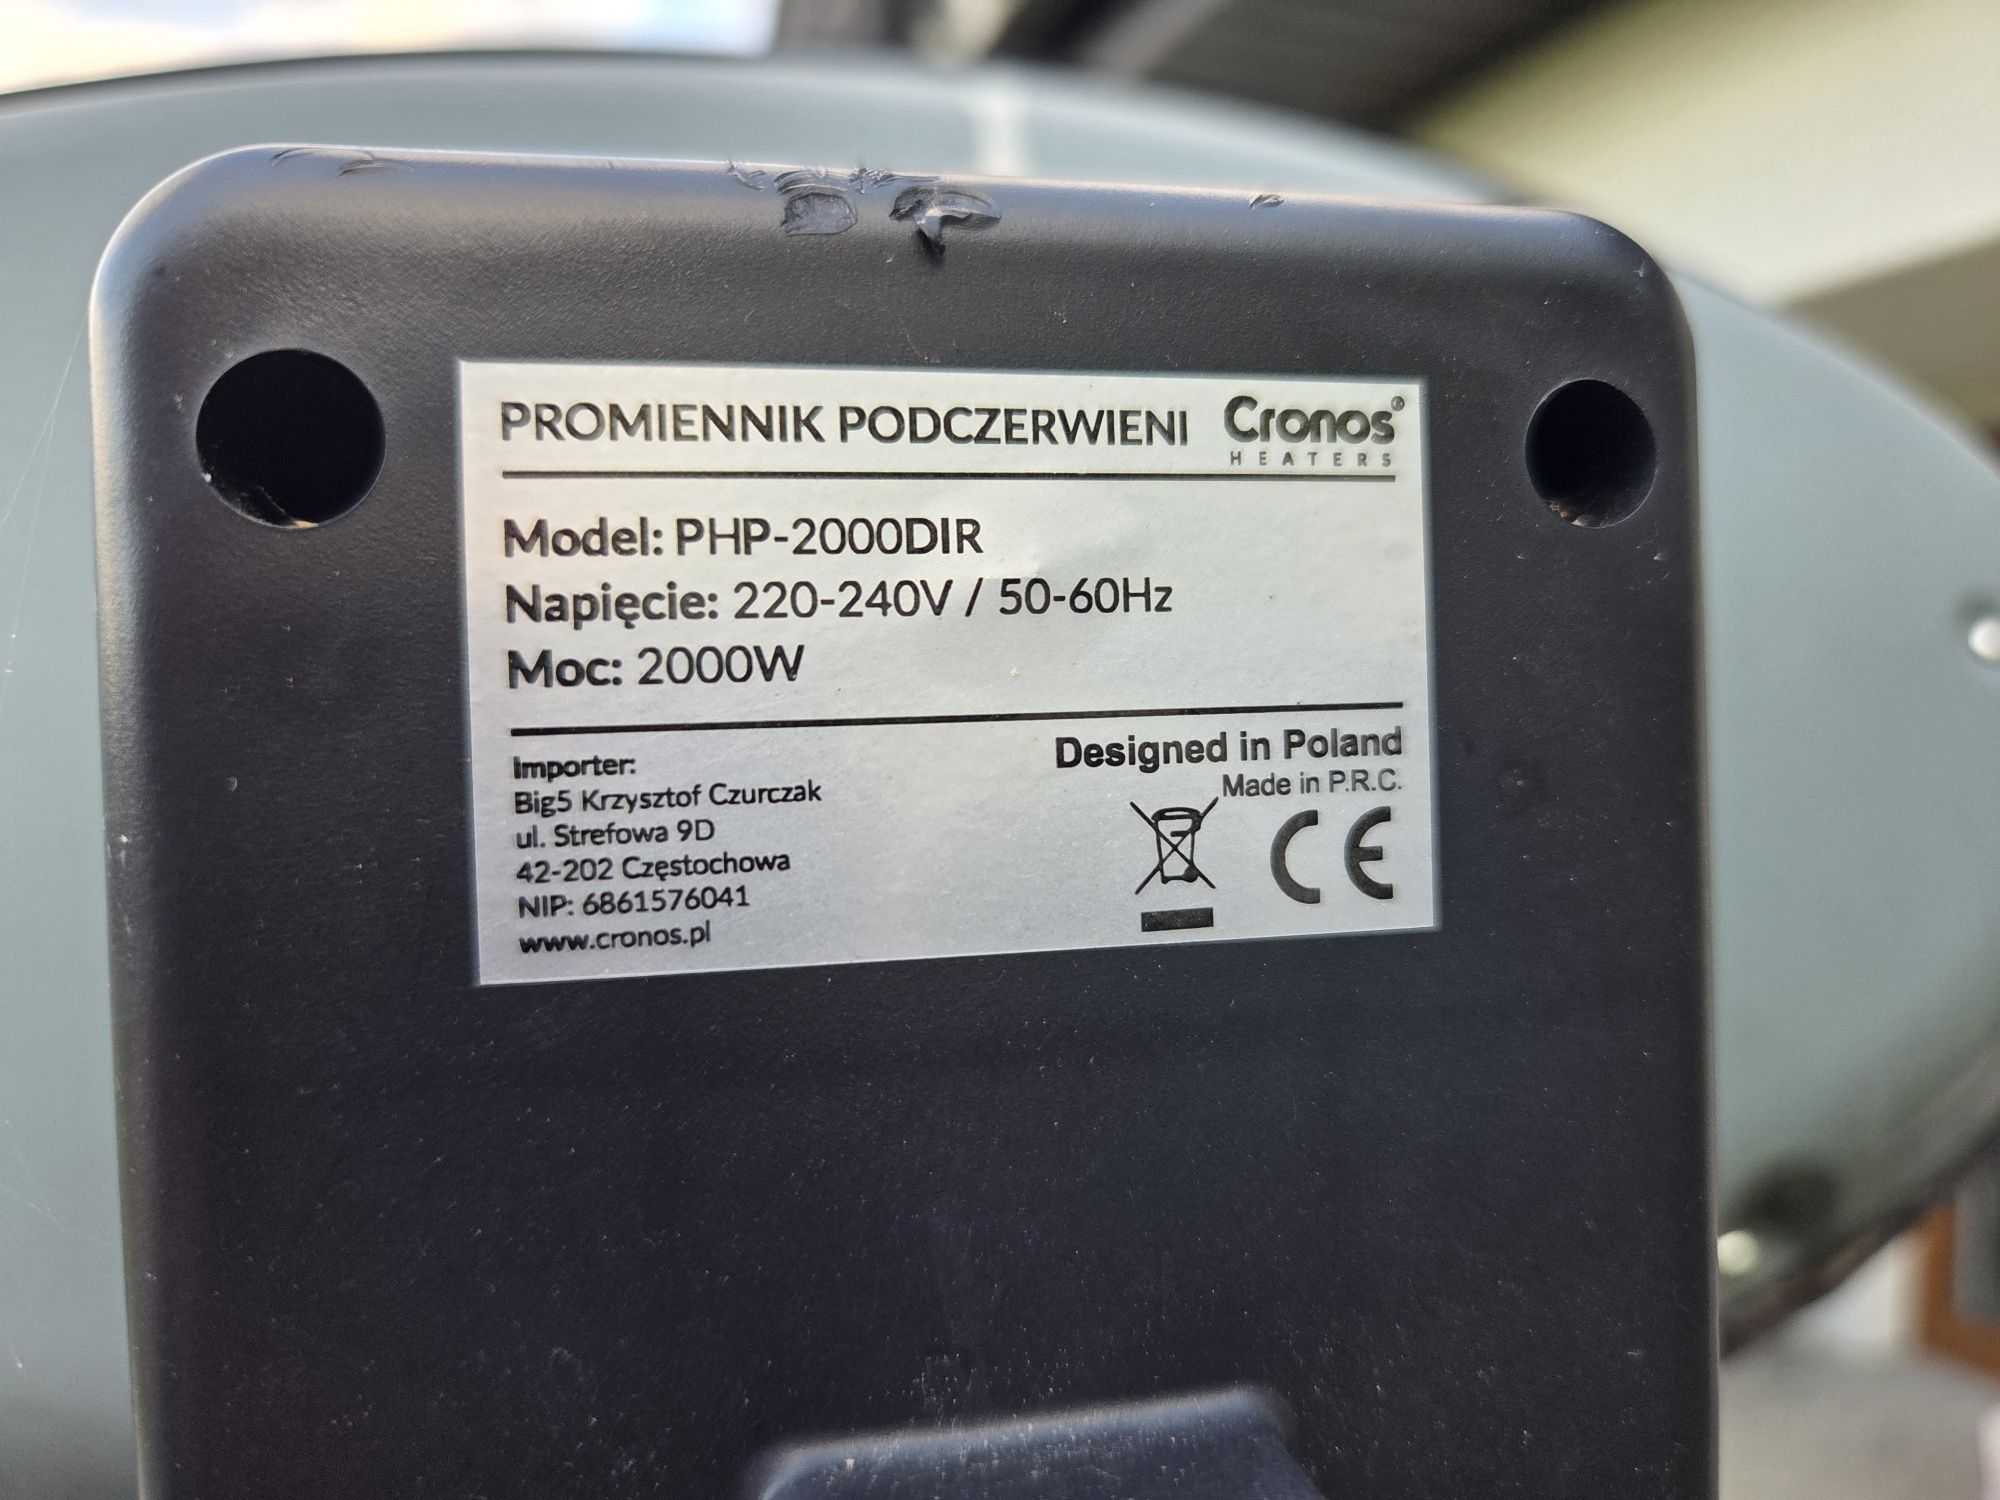 PROMIENNIK PODCZERWIENI
Cronos®
HEATERS
Model: PHP-2000DIR
Napięcie: 220-240V / 50-60Hz
Moc: 2000W
Importer:
Big5 Krzysztof Czurczak
ul. Strefowa 9D
42-202 Częstochowa
NIP: 6861576041
www.cronos.pl
Designed in Poland
Made in P.R.C.
CE